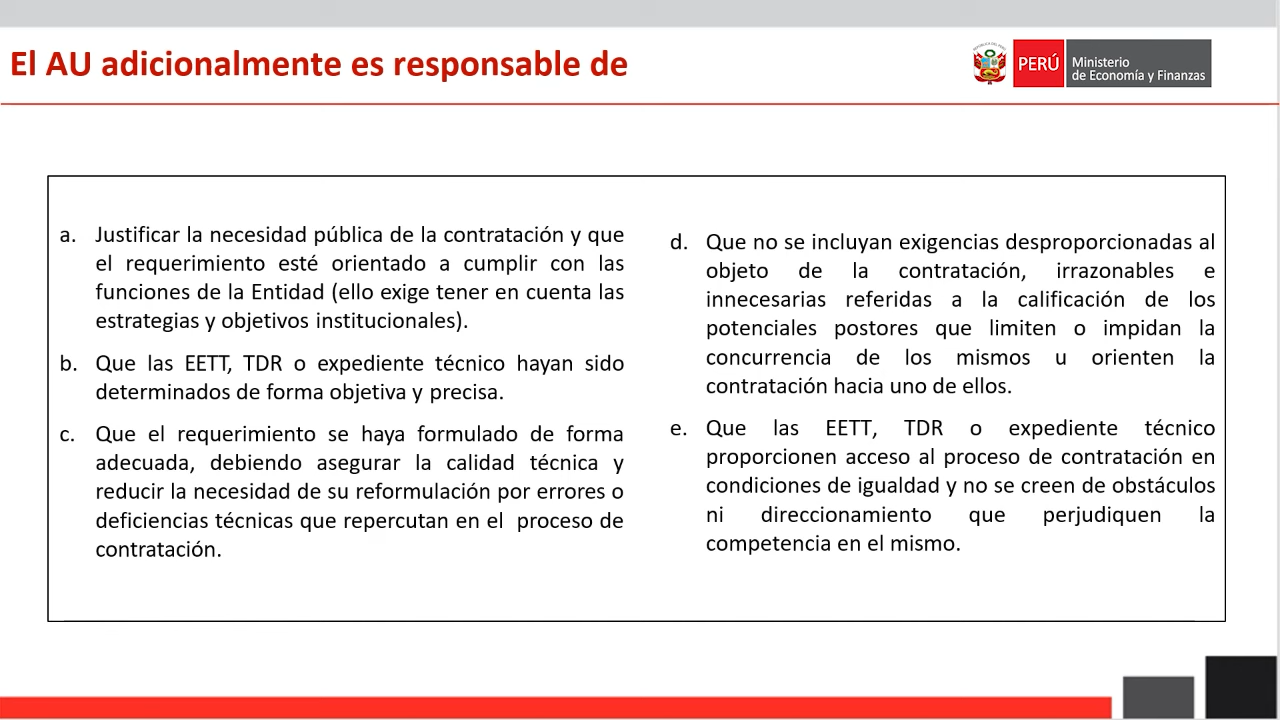 El AU adicionalmente es responsable de
REPÚBLICA DEL PERÚ
PERÚ
Ministerio
de Economía y Finanzas
a. Justificar la necesidad pública de la contratación y que
el requerimiento esté orientado a cumplir con las
funciones de la Entidad (ello exige tener en cuenta las
estrategias y objetivos institucionales).
b. Que las EETT, TDR o expediente técnico hayan sido
determinados de forma objetiva y precisa.
c. Que el requerimiento se haya formulado de forma
adecuada, debiendo asegurar la calidad técnica y
reducir la necesidad de su reformulación por errores o
deficiencias técnicas que repercutan en el proceso de
contratación.
d. Que no se incluyan exigencias desproporcionadas al
objeto de la contratación, irrazonables e
innecesarias referidas a la calificación de los
potenciales postores que limiten o impidan la
concurrencia de los mismos u orienten la
contratación hacia uno de ellos.
e. Que las EETT, TDR o expediente técnico
proporcionen acceso al proceso de contratación en
condiciones de igualdad y no se creen de obstáculos
ni direccionamiento que perjudiquen la
competencia en el mismo.